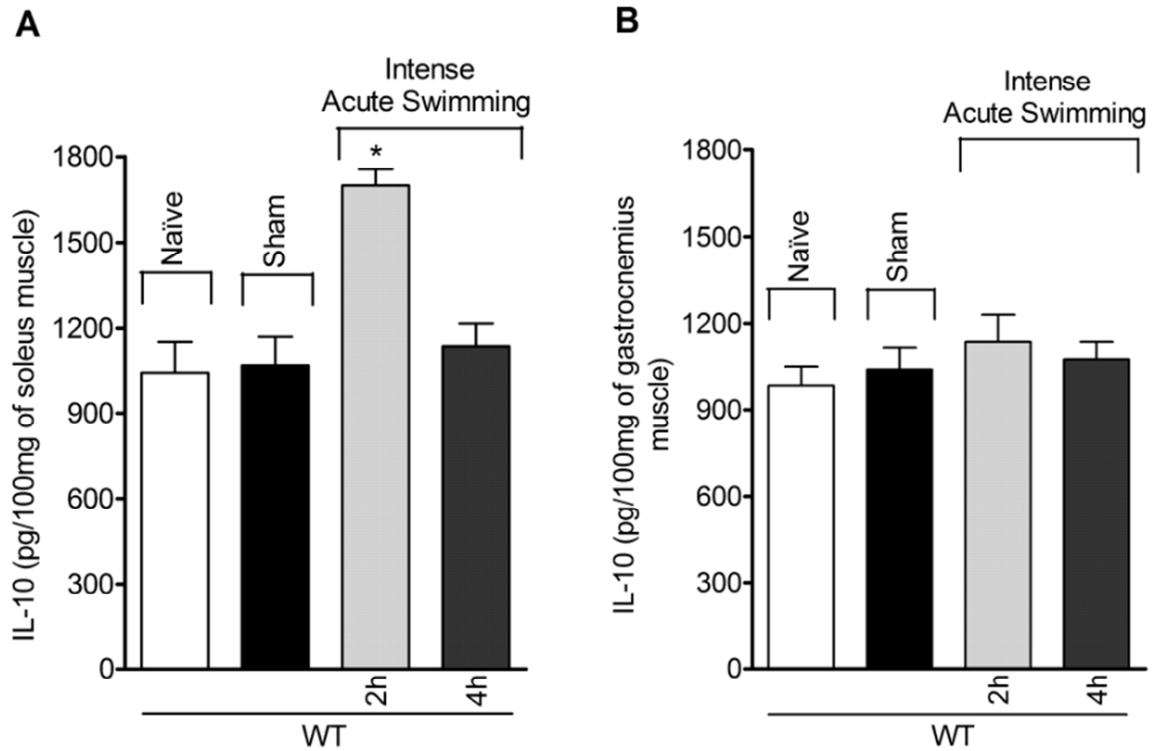 A
Intense
Acute Swimming
*
Naïve
Sham
1800
1500
1200
900
600
300
0
IL-10 (pg/100mg of soleus muscle)
2h
4h
WT
B
Intense
Acute Swimming
Naïve
Sham
1800
1500
1200
900
600
300
0
IL-10 (pg/100mg of gastrocnemius
muscle)
2h
4h
WT